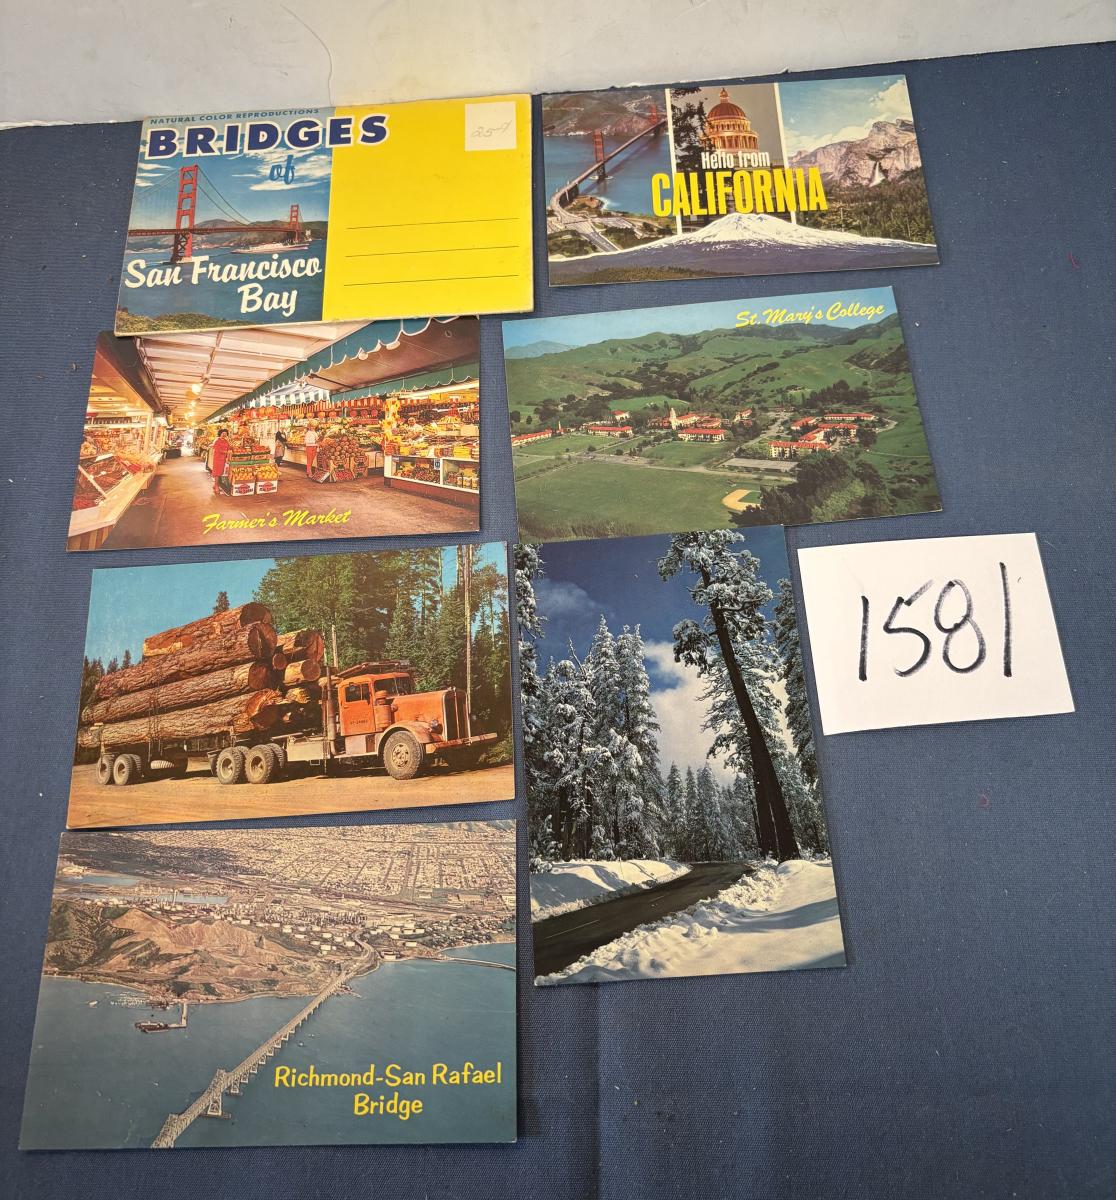 NATURAL COLOR REPRODUCTIONS
BRIDGES
of
San Francisco
Bay
25¢
Hello from
CALIFORNIA
St. Mary's College
Farmer's Market
1581
Richmond-San Rafael
Bridge